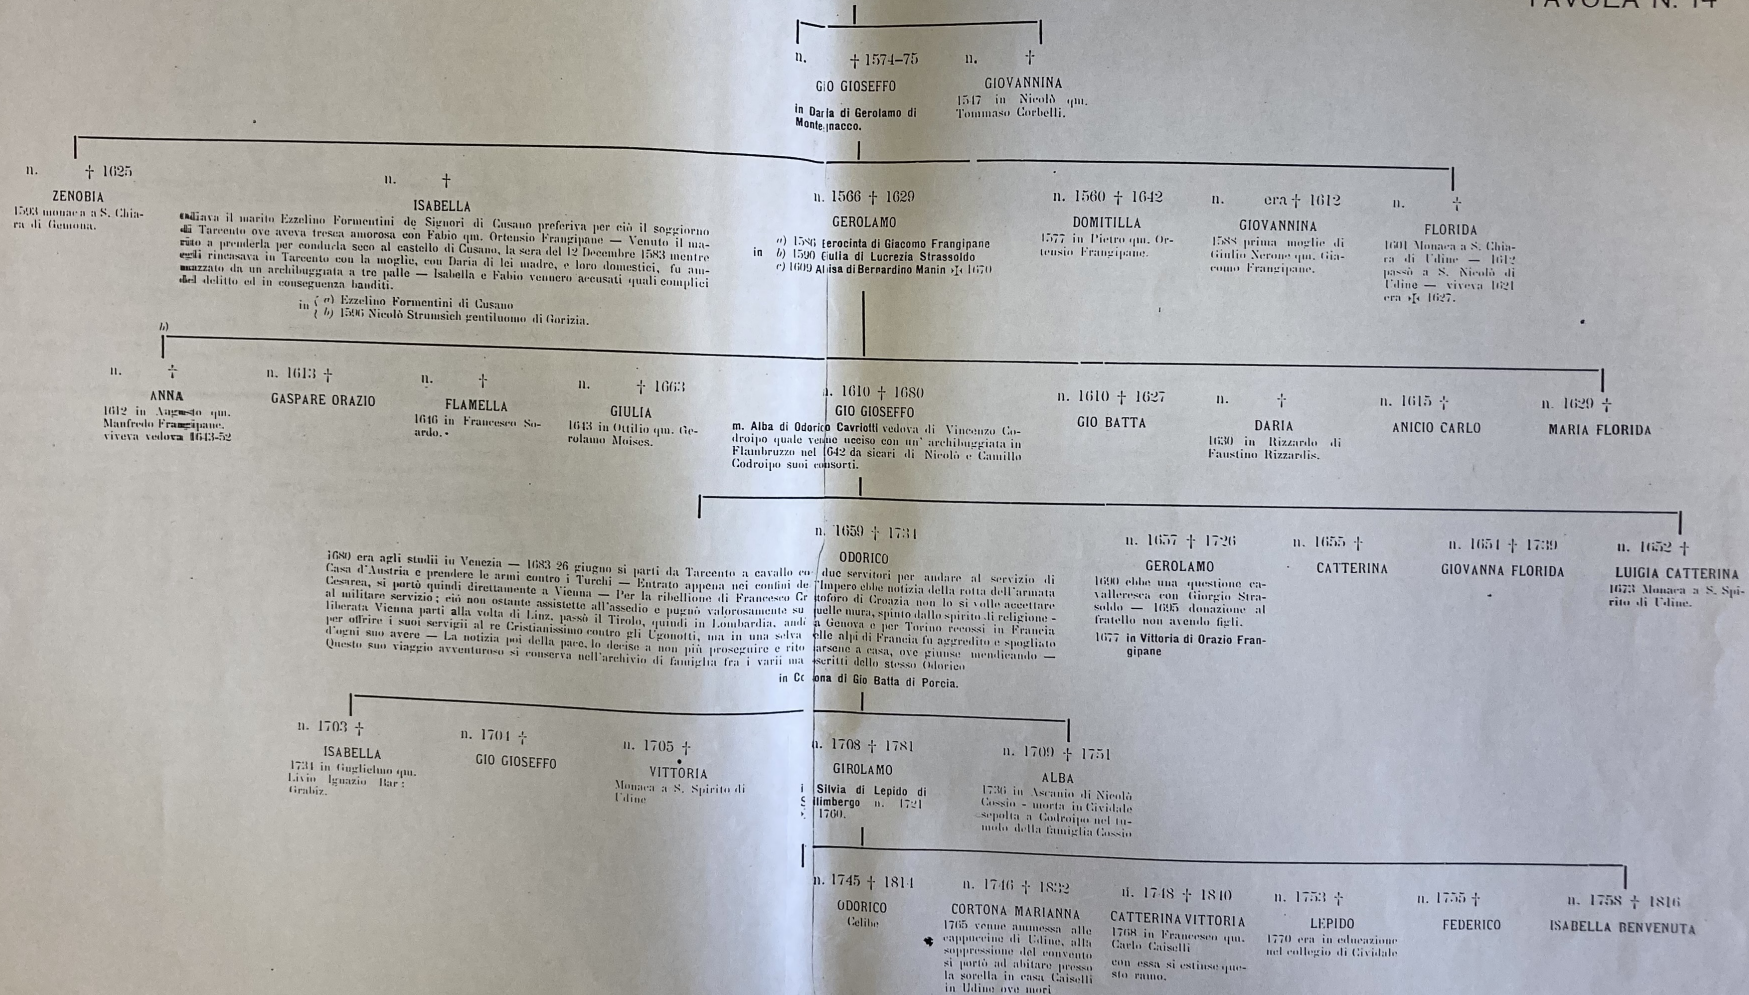 TAVOLA N. 14
n. † 1574–75
GIO GIOSEFFO
in Daria di Gerolamo di
Montegnacco.
n. †
GIOVANNINA
1547 in Nicolò qm.
Tommaso Corbelli.
n. † 1625
ZENOBIA
1593 monaca a S. Chia-
ra di Gemona.
n. †
ISABELLA
odiava il marito Ezzelino Formentini de Signori di Cusano preferiva per ciò il soggiorno
di Tarcento ove aveva tresca amorosa con Fabio qm. Ortensio Frangipane — Venuto il ma-
rito a prenderla per condurla seco al castello di Cusano, la sera del 12 Decembre 1583 mentre
egli rincasava in Tarcento con la moglie, con Daria di lei madre, e loro domestici, fu am-
mazzato da un archibuggiata a tre palle — Isabella e Fabio vennero accusati quali complici
del delitto ed in conseguenza banditi.
in a) Ezzelino Formentini di Cusano
b) 1596 Nicolò Strumsich gentiluomo di Gorizia.
n. 1566 † 1629
GEROLAMO
a) 1586 Gerocinta di Giacomo Frangipane
in b) 1590 Giulia di Lucrezia Strassoldo
c) 1609 Alvisa di Bernardino Manin ✠ 1670
n. 1560 † 1642
DOMITILLA
1577 in Pietro qm. Or-
tensio Frangipane.
n. era † 1612
GIOVANNINA
1588 prima moglie di
Giulio Nerone qm. Gia-
como Frangipane.
n. †
FLORIDA
1601 Monaca a S. Chia-
ra di Udine — 1612
passò a S. Nicolò di
Udine — viveva 1621
era ✠ 1627.
b)
n. †
ANNA
1612 in Augusto qm.
Manfredo Frangipane.
viveva vedova 1643-52
n. 1613 †
GASPARE ORAZIO
n. †
FLAMELLA
1646 in Francesco So-
ardo.
n. † 1663
GIULIA
1643 in Ottilio qm. Ge-
rolamo Moises.
n. 1610 † 1680
GIO GIOSEFFO
m. Alba di Odorico Cavriotti vedova di Vincenzo Co-
droipo quale venne ucciso con un' archibuggiata in
Flambruzzo nel 1642 da sicari di Nicolò e Camillo
Codroipo suoi consorti.
n. 1610 † 1627
GIO BATTA
n. †
DARIA
1630 in Rizzardo di
Faustino Rizzardis.
n. 1615 †
ANICIO CARLO
n. 1629 †
MARIA FLORIDA
n. 1659 † 1734
ODORICO
1680 era agli studii in Venezia — 1683 26 giugno si parti da Tarcento a cavallo co due servitori per andare al servizio di
Casa d'Austria e prendere le armi contro i Turchi — Entrato appena nei confini de l'Impero ebbe notizia della rotta dell'armata
Cesarea, si portò quindi direttamente a Vienna — Per la ribellione di Francesco Cr stoforo di Croazia non lo si volle accettare
al militare servizio; ciò non ostante assistette all'assedio e pugnò valorosamente su quelle mura, spinto dallo spirito di religione -
liberata Vienna parti alla volta di Linz, passò il Tirolo, quindi in Lombardia, andò a Genova e per Torino recossi in Francia
per offrire i suoi servigii al re Cristianissimo contro gli Ugonotti, ma in una selva elle alpi di Francia fu aggredito e spogliato
d'ogni suo avere — La notizia poi della pace, lo decise a non più proseguire e rito arsene a casa, ove giunse mendicando —
Questo suo viaggio avventuroso si conserva nell'archivio di famiglia fra i varii ma scritti dello stesso Odorico
in Co ona di Gio Batta di Porcia.
n. 1657 † 1726
GEROLAMO
1690 ebbe una questione ca-
valleresca con Giorgio Stra-
soldo — 1695 donazione al
fratello non avendo figli.
1677 in Vittoria di Orazio Fran-
gipane
n. 1655 †
CATTERINA
n. 1654 † 1739
GIOVANNA FLORIDA
n. 1652 †
LUIGIA CATTERINA
1673 Monaca a S. Spi-
rito di Udine.
n. 1703 †
ISABELLA
1734 in Guglielmo qm.
Livio Ignazio Bar:
Grabiz.
n. 1704 †
GIO GIOSEFFO
n. 1705 †
VITTORIA
Monaca a S. Spirito di
Udine
n. 1708 † 1781
GIROLAMO
i Silvia di Lepido di
S ilimbergo n. 1721
1760.
n. 1709 † 1751
ALBA
1736 in Ascanio di Nicolò
Cossio - morta in Cividale
sepolta a Codroipo nel tu-
molo della famiglia Cossio
n. 1745 † 1814
ODORICO
Celibe
n. 1746 † 1832
CORTONA MARIANNA
1765 venne ammessa alle
cappuccine di Udine, alla
suppressione del convento
si portò ad abitare presso
la sorella in casa Caiselli
in Udine ove morì
n. 1748 † 1840
CATTERINA VITTORIA
1768 in Francesco qm.
Carlo Caiselli
con essa si estinse que-
sto ramo.
n. 1753 †
LEPIDO
1770 era in educazione
nel collegio di Cividale
n. 1755 †
FEDERICO
n. 1758 † 1816
ISABELLA BENVENUTA